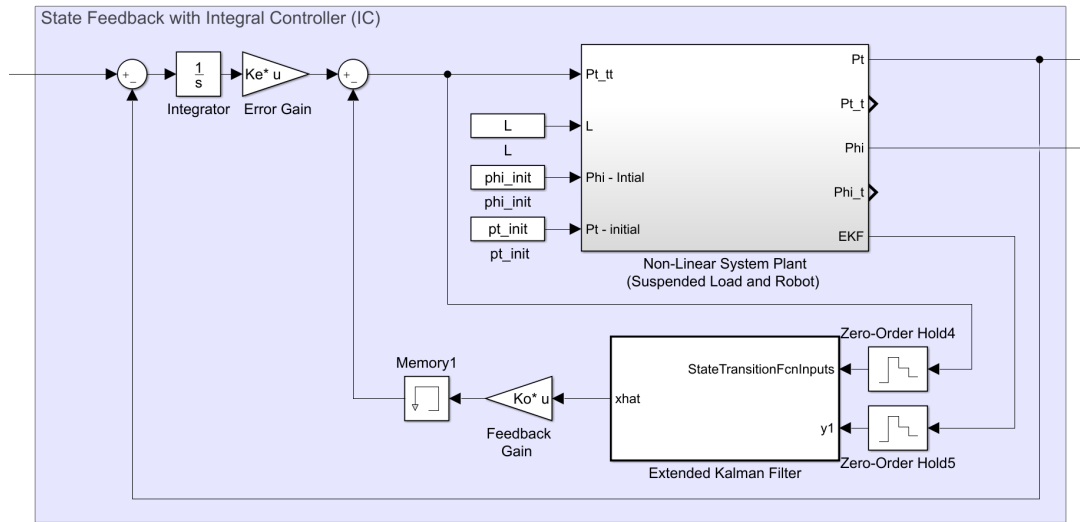 State Feedback with Integral Controller (IC)
+
−
1
s
Integrator
Ke* u
Error Gain
+
−
Pt_tt
L
L
L
phi_init
phi_init
Phi - Intial
pt_init
pt_init
Pt - initial
Pt
Pt_t
Phi
Phi_t
EKF
Non-Linear System Plant
(Suspended Load and Robot)
Zero-Order Hold4
Memory1
StateTransitionFcnInputs
Ko* u
Feedback
Gain
xhat
y1
Zero-Order Hold5
Extended Kalman Filter